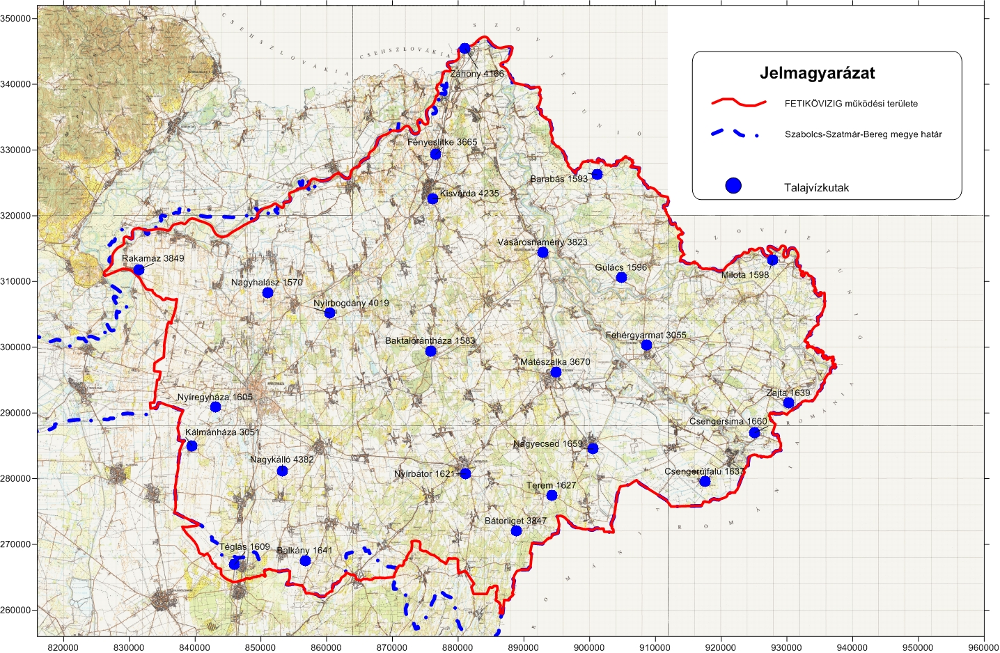 350000
340000
330000
320000
310000
300000
290000
280000
270000
260000
820000
830000
840000
850000
860000
870000
880000
890000
900000
910000
920000
930000
940000
950000
960000
Jelmagyarázat
FETIKÖVIZIG működési területe
Szabolcs-Szatmár-Bereg megye határ
Talajvízkutak
CSEHSZLOVÁKIA
CSEHSZLOVÁKIA
SZOVJETUNIÓ
Záhony 4166
Fényeslitke 3665
Barabás 1593
Kisvárda 4235
SZOVJETUNIÓ
Vásárosnamény 3823
Rakamaz 3849
Gulács 1596
Milota 1598
Nagyhalász 1570
Nyírbogdány 4019
Fehérgyarmat 3055
Baktalórántháza 1583
Mátészalka 3670
Nyíregyháza 1605
Zajta 1639
Csengersima 1660
Kálmánháza 3051
Nagyecsed 1659
Nagykálló 4382
Nyírbátor 1621
Csengerújfalu 1637
Terem 1627
Bátorliget 3847
Téglás 1609
Balkány 1641
ROMÁNIA
ROMÁNIA